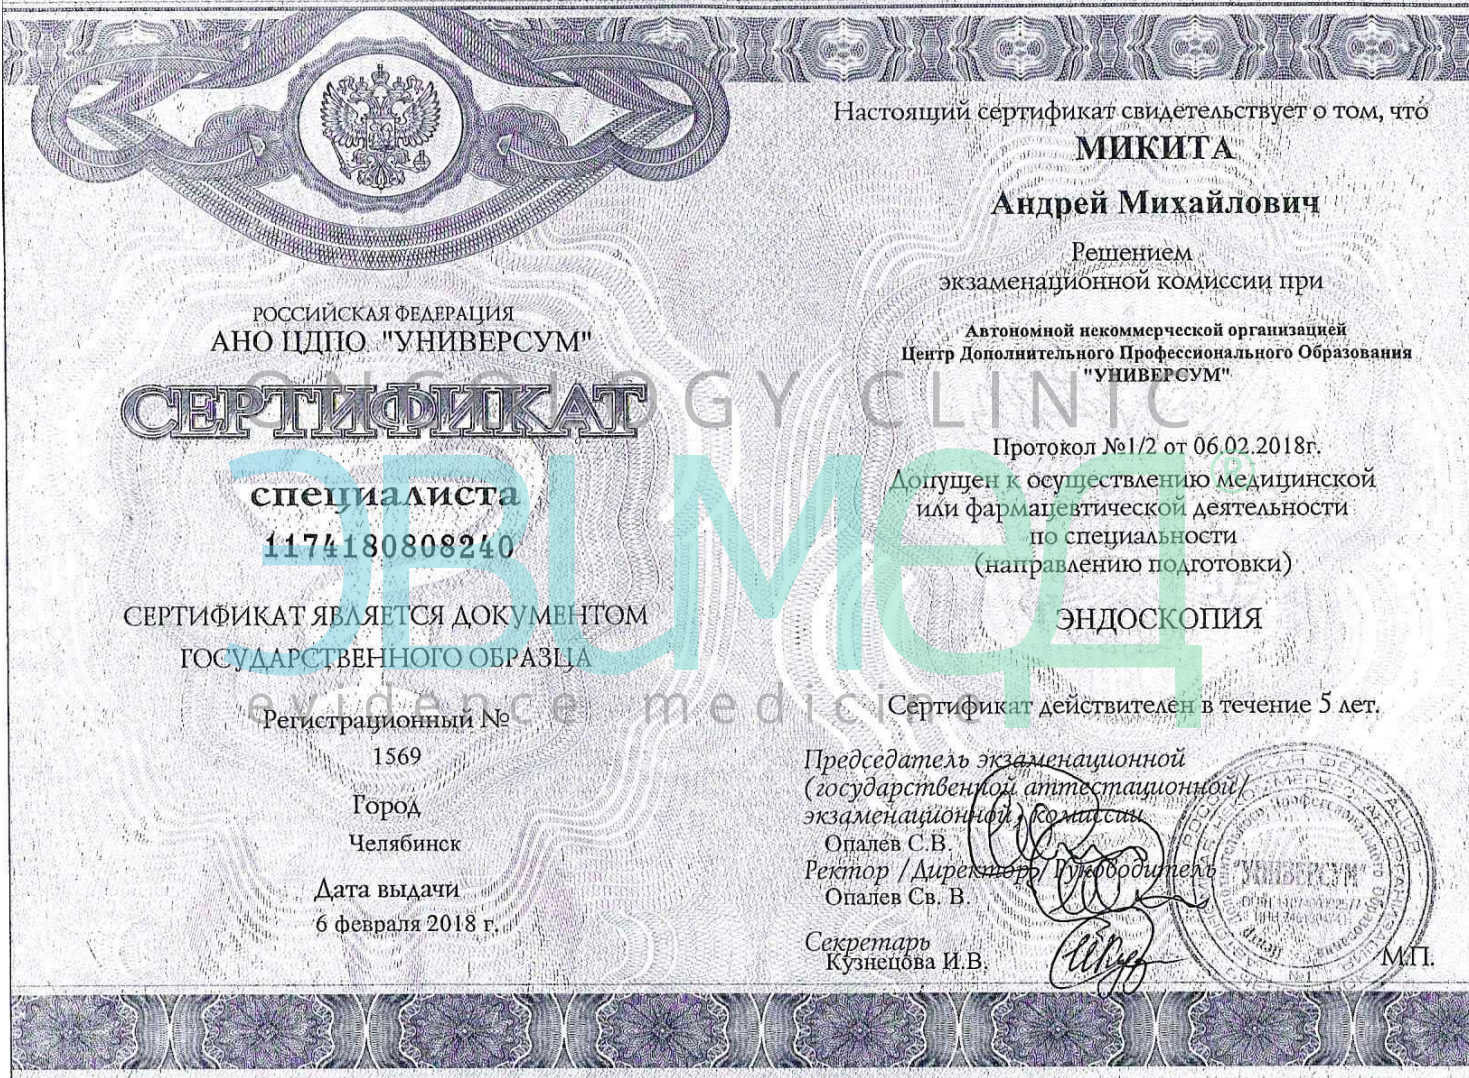 РОССИЙСКАЯ ФЕДЕРАЦИЯ
АНО ЦДПО "УНИВЕРСУМ"
СЕРТИФИКАТ
специалиста
1174180808240
СЕРТИФИКАТ ЯВЛЯЕТСЯ ДОКУМЕНТОМ
ГОСУДАРСТВЕННОГО ОБРАЗЦА
Регистрационный №
1569
Город
Челябинск
Дата выдачи
6 февраля 2018 г.
Настоящий сертификат свидетельствует о том, что
МИКИТА
Андрей Михайлович
Решением
экзаменационной комиссии при
Автономной некоммерческой организацией
Центр Дополнительного Профессионального Образования
"УНИВЕРСУМ"
Протокол №1/2 от 06.02.2018г.
Допущен к осуществлению медицинской
или фармацевтической деятельности
по специальности
(направлению подготовки)
ЭНДОСКОПИЯ
Сертификат действителен в течение 5 лет.
Председатель экзаменационной
(государственной аттестационной/
экзаменационной) комиссии
Опалев С.В.
Ректор /Директор/ Руководитель
Опалев Св. В.
Секретарь
Кузнецова И.В.
М.П.
"УНИВЕРСУМ"
ONCOLOGY CLINIC
ЭВИМЕД®
evidence medicine